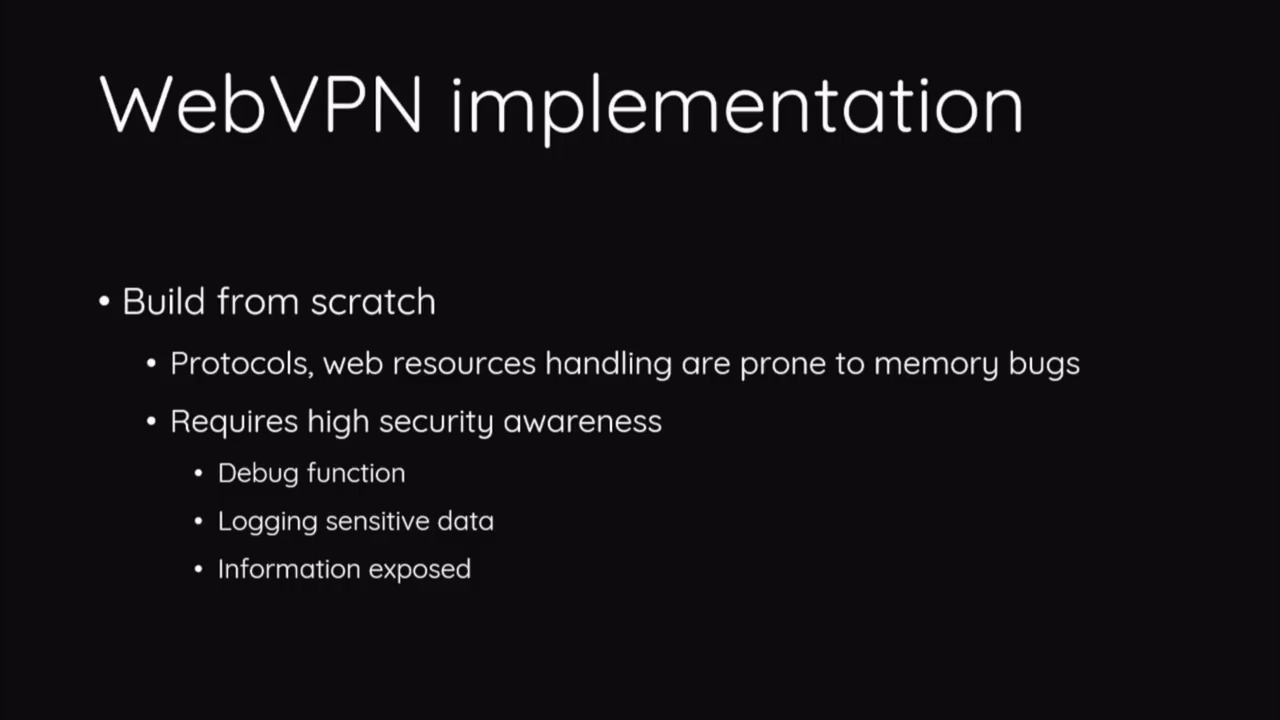 WebVPN implementation
• Build from scratch
• Protocols, web resources handling are prone to memory bugs
• Requires high security awareness
• Debug function
• Logging sensitive data
• Information exposed